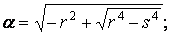 α = √(−r² + √(r⁴ − s⁴));